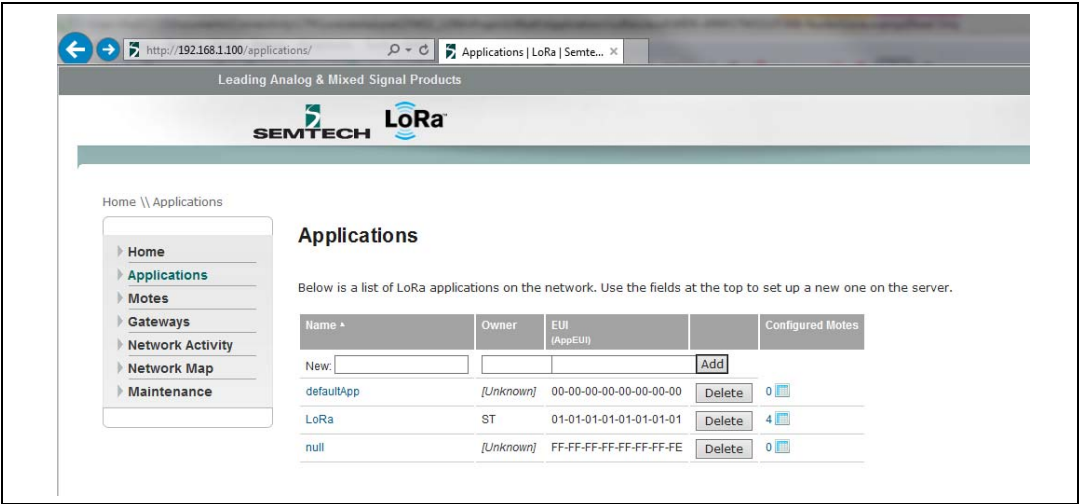 http://192.168.1.100/applications/
Applications | LoRa | Semte... ×
Leading Analog & Mixed Signal Products
SEMTECH LoRa
Home \\ Applications
Home
Applications
Motes
Gateways
Network Activity
Network Map
Maintenance
Applications
Below is a list of LoRa applications on the network. Use the fields at the top to set up a new one on the server.
Name Owner EUI (AppEUI) Configured Motes
New: Add
defaultApp [Unknown] 00-00-00-00-00-00-00-00 Delete 0
LoRa ST 01-01-01-01-01-01-01-01 Delete 4
null [Unknown] FF-FF-FF-FF-FF-FF-FF-FE Delete 0